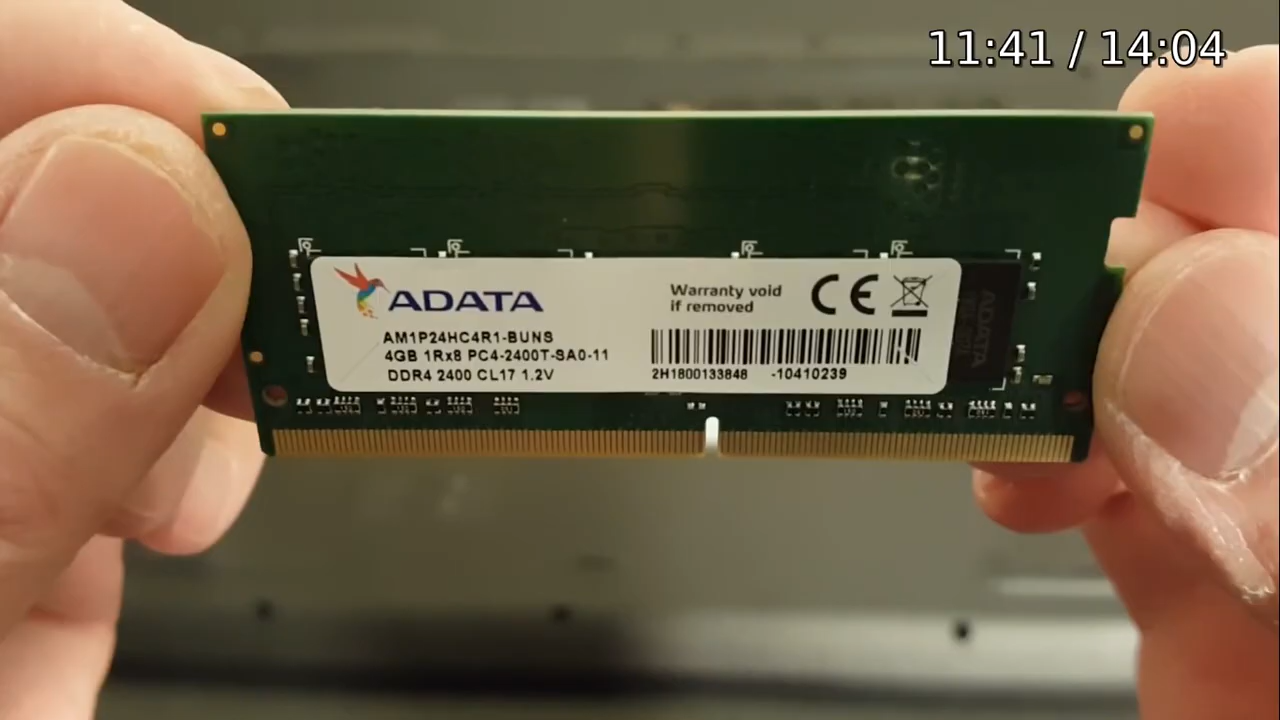 11:41 / 14:04
ADATA
Warranty void
if removed
CE
AM1P24HC4R1-BUNS
4GB 1Rx8 PC4-2400T-SA0-11
DDR4 2400 CL17 1.2V
2H1800133848 -10410239
ADATA